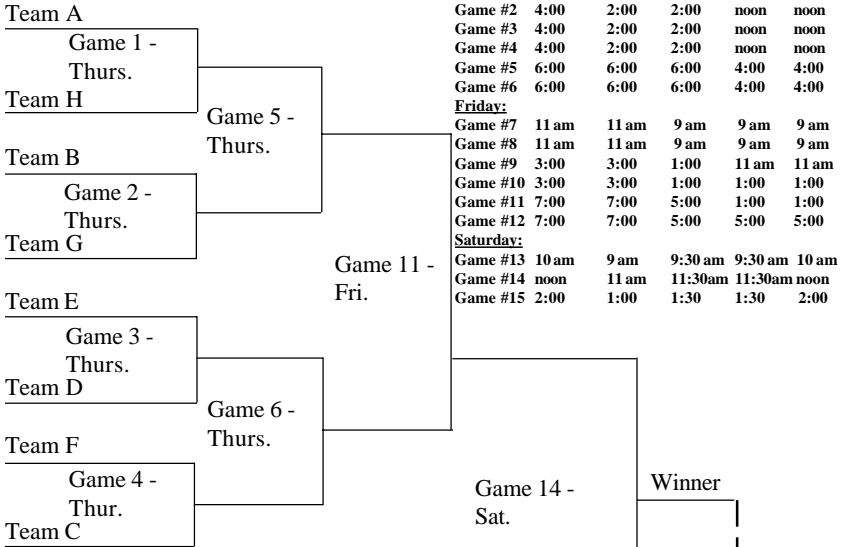 Team A
Game 1 -
Thurs.
Team H
Game 5 -
Thurs.
Team B
Game 2 -
Thurs.
Team G
Game 11 -
Fri.
Team E
Game 3 -
Thurs.
Team D
Game 6 -
Thurs.
Team F
Game 4 -
Thur.
Team C
Game 14 -
Sat.
Winner
Game #2 4:00 2:00 2:00 noon noon
Game #3 4:00 2:00 2:00 noon noon
Game #4 4:00 2:00 2:00 noon noon
Game #5 6:00 6:00 6:00 4:00 4:00
Game #6 6:00 6:00 6:00 4:00 4:00
Friday:
Game #7 11 am 11 am 9 am 9 am 9 am
Game #8 11 am 11 am 9 am 9 am 9 am
Game #9 3:00 3:00 1:00 11 am 11 am
Game #10 3:00 3:00 1:00 1:00 1:00
Game #11 7:00 7:00 5:00 1:00 1:00
Game #12 7:00 7:00 5:00 5:00 5:00
Saturday:
Game #13 10 am 9 am 9:30 am 9:30 am 10 am
Game #14 noon 11 am 11:30am 11:30am noon
Game #15 2:00 1:00 1:30 1:30 2:00